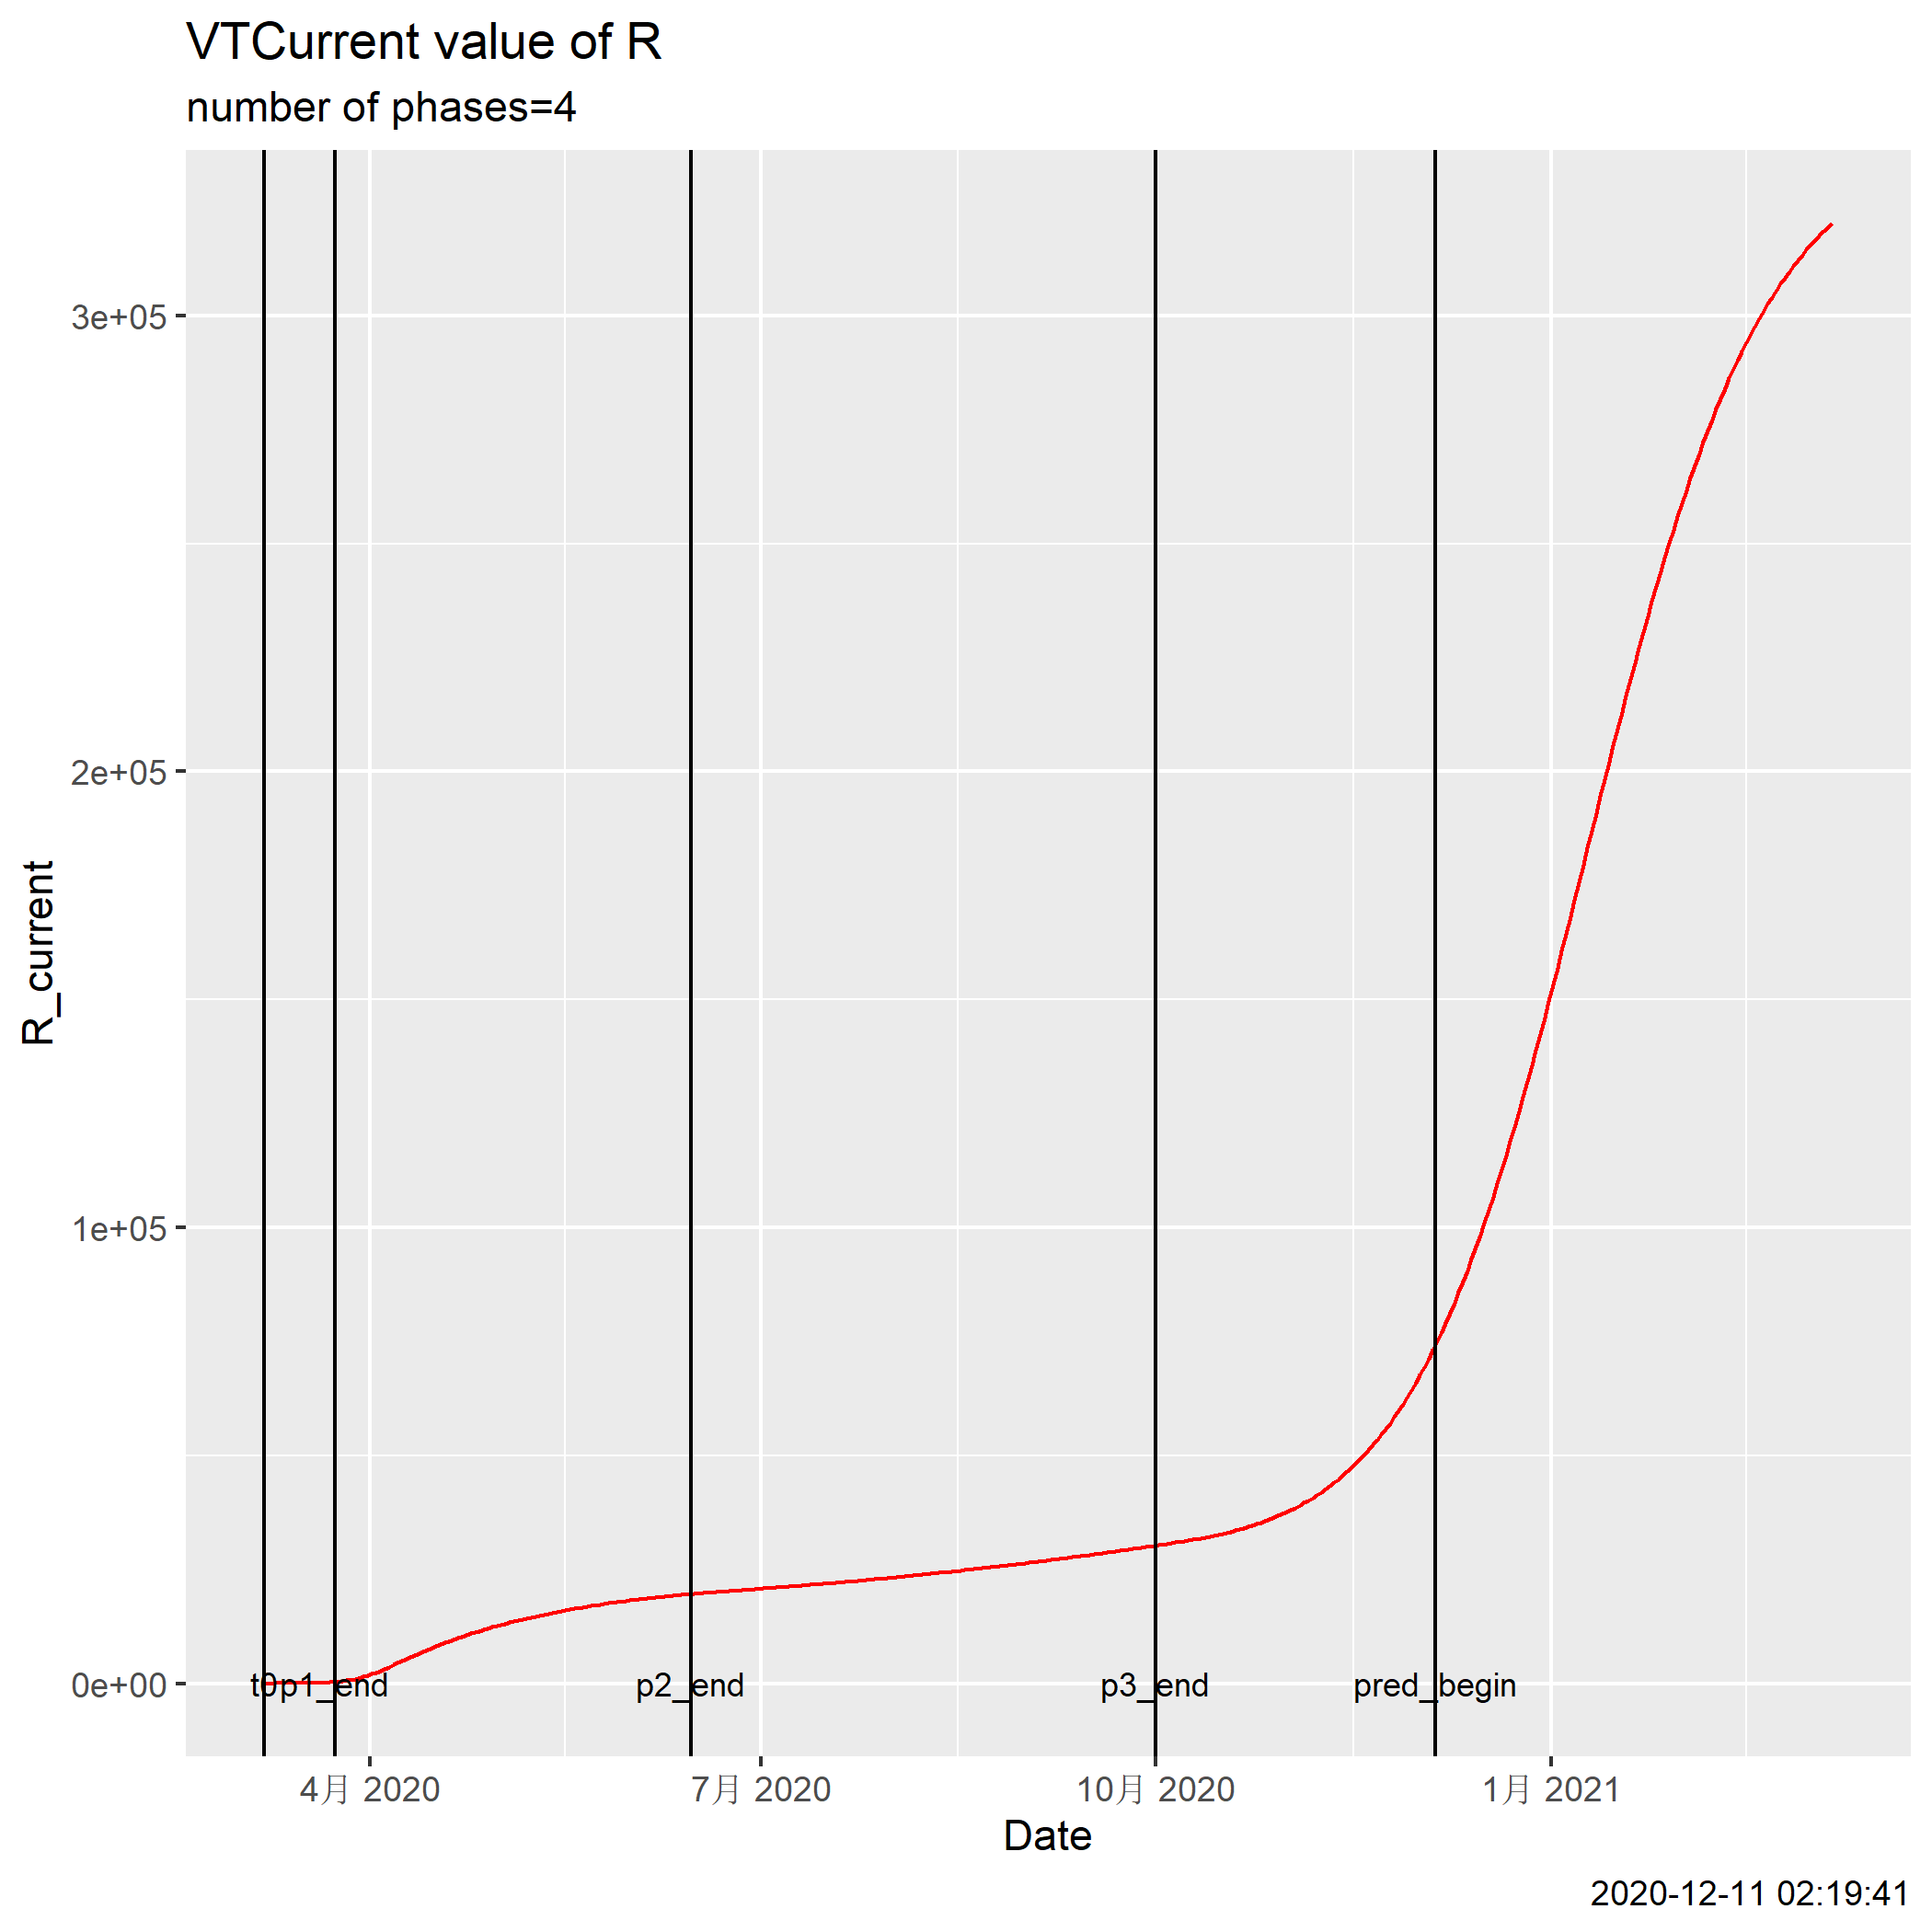 VTCurrent value of R
number of phases=4
3e+05
2e+05
1e+05
0e+00
R_current
t0 p1_end p2_end p3_end pred_begin
4月 2020 7月 2020 10月 2020 1月 2021
Date
2020-12-11 02:19:41